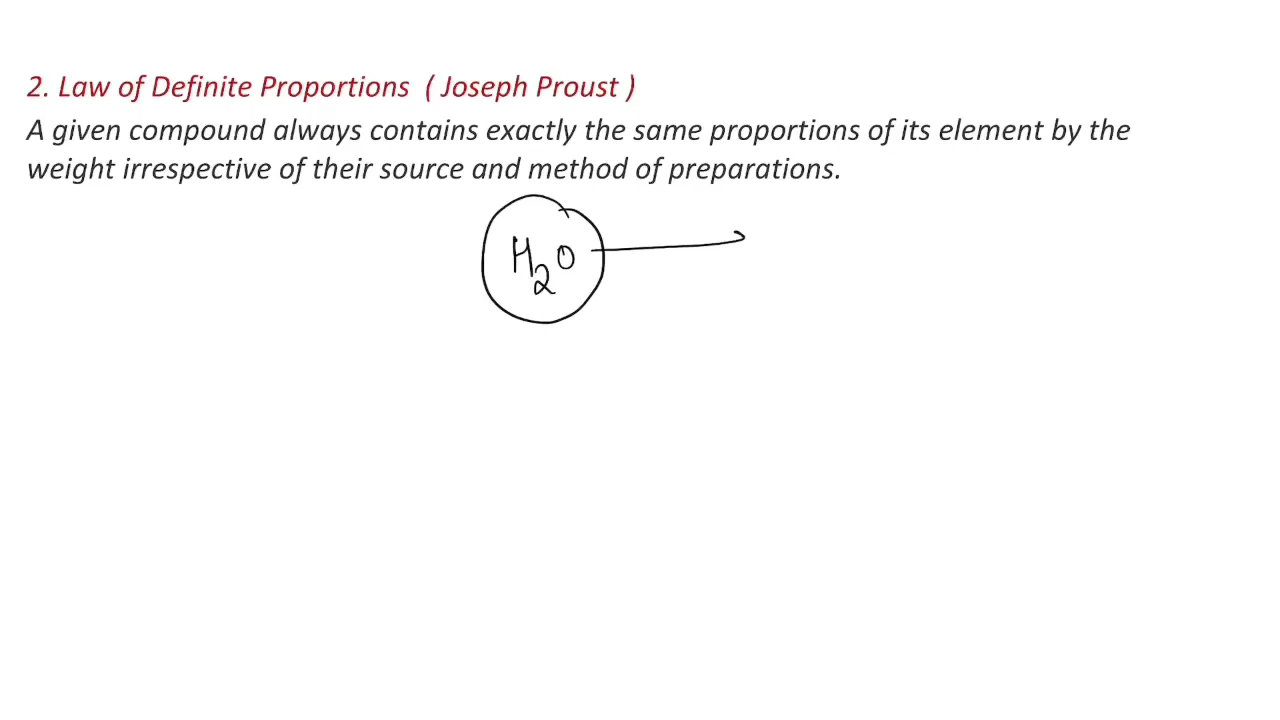 2. Law of Definite Proportions ( Joseph Proust )
A given compound always contains exactly the same proportions of its element by the
weight irrespective of their source and method of preparations.
H2O